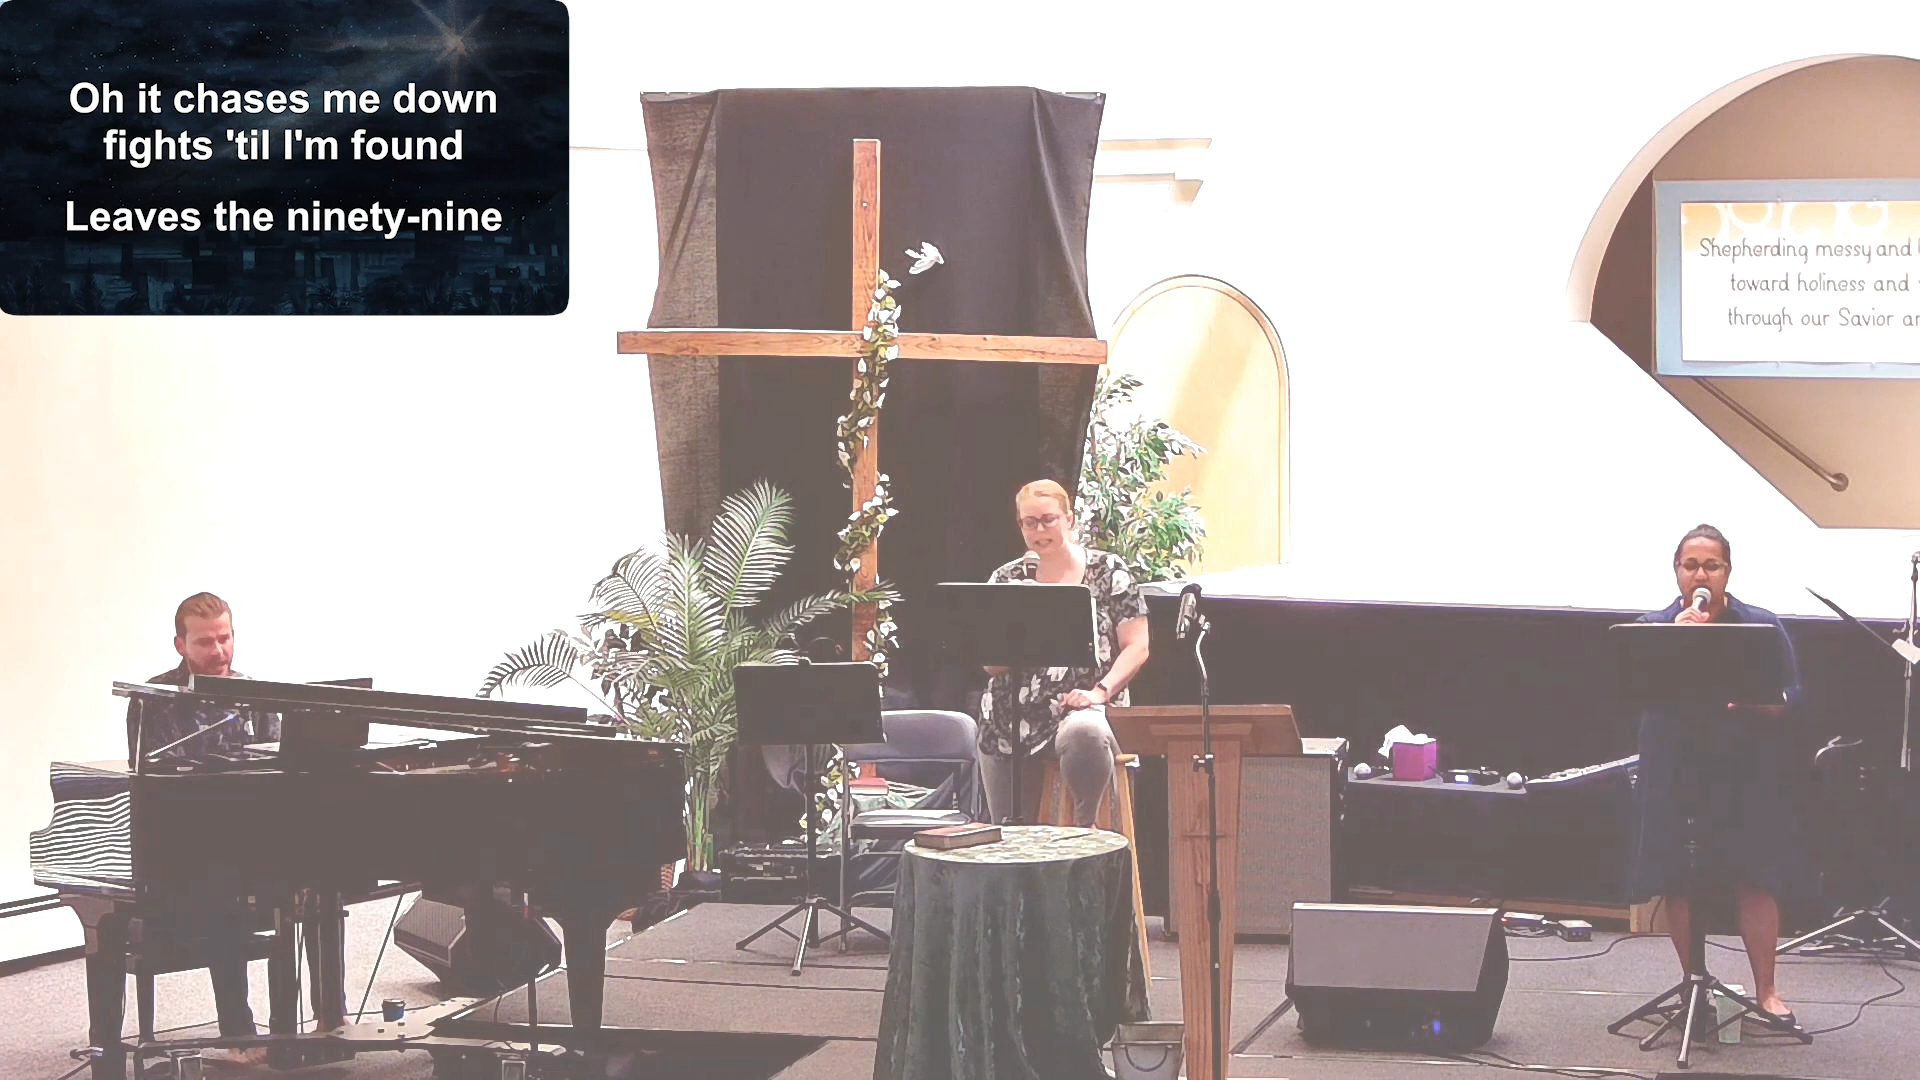 Oh it chases me down
fights 'til I'm found
Leaves the ninety-nine
Shepherding messy and
toward holiness and
through our Savior